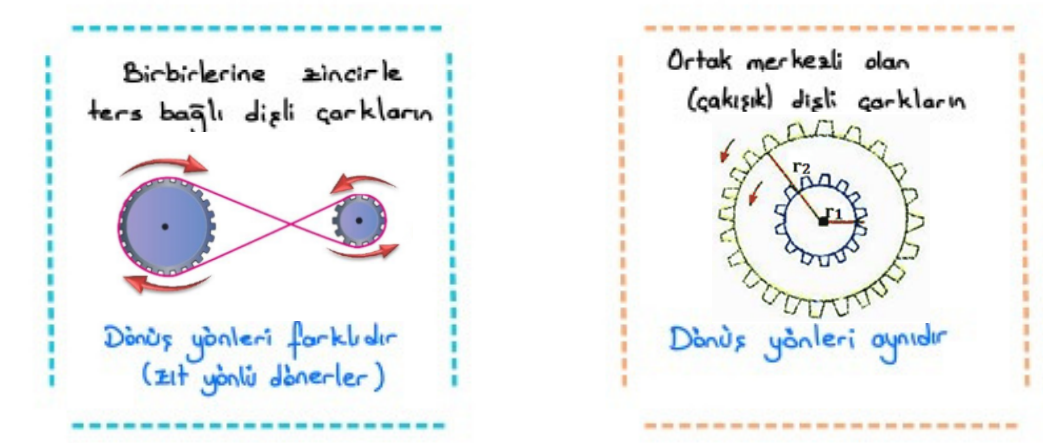 Birbirlerine zincirle
ters bağlı dişli çarkların
Dönüş yönleri farklıdır
(zıt yönlü dönerler)
Ortak merkezli olan
(çakışık) dişli çarkların
r2
r1
Dönüş yönleri aynıdır